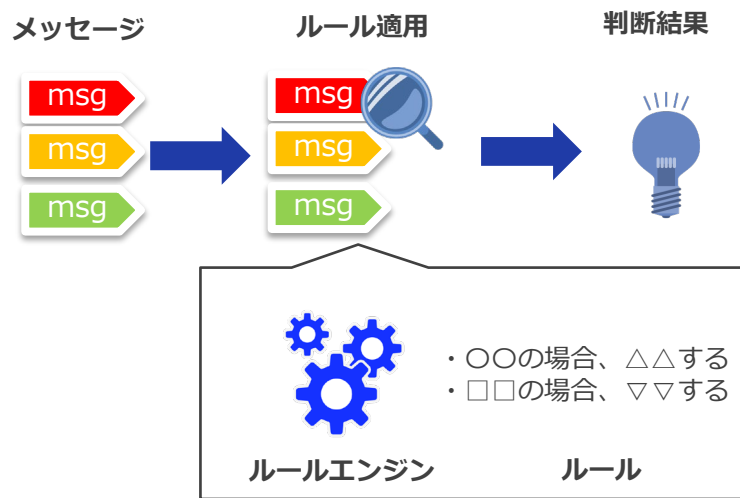 メッセージ
ルール適用
判断結果
msg
msg
msg
msg
msg
msg
・〇〇の場合、△△する
・□□の場合、▽▽する
ルールエンジン
ルール